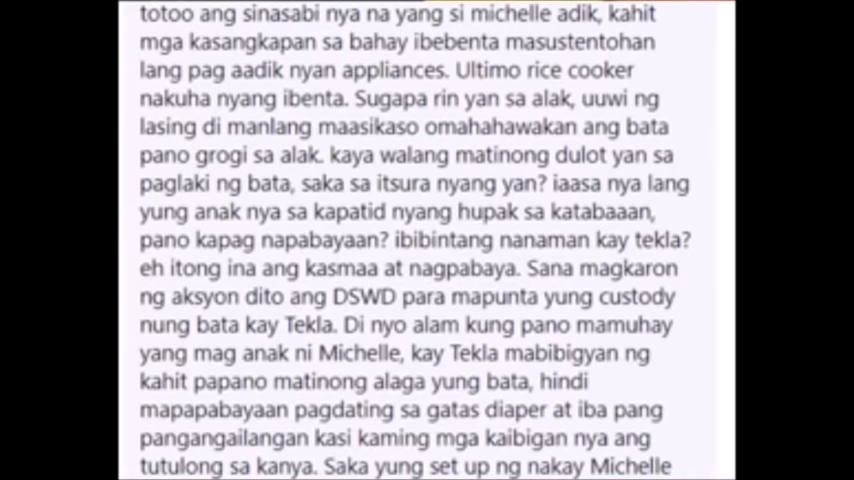 totoo ang sinasabi nya na yang si michelle adik, kahit
mga kasangkapan sa bahay ibebenta masustentohan
lang pag aadik nyan appliances. Ultimo rice cooker
nakuha nyang ibenta. Sugapa rin yan sa alak, uuwi ng
lasing di manlang maasikaso omahahawakan ang bata
pano grogi sa alak. kaya walang matinong dulot yan sa
paglaki ng bata, saka sa itsura nyang yan? iaasa nya lang
yung anak nya sa kapatid nyang hupak sa katabaaan,
pano kapag napabayaan? ibibintang nanaman kay tekla?
eh itong ina ang kasmaa at nagpabaya. Sana magkaron
ng aksyon dito ang DSWD para mapunta yung custody
nung bata kay Tekla. Di nyo alam kung pano mamuhay
yang mag anak ni Michelle, kay Tekla mabibigyan ng
kahit papano matinong alaga yung bata, hindi
mapapabayaan pagdating sa gatas diaper at iba pang
pangangailangan kasi kaming mga kaibigan nya ang
tutulong sa kanya. Saka yung set up ng nakay Michelle